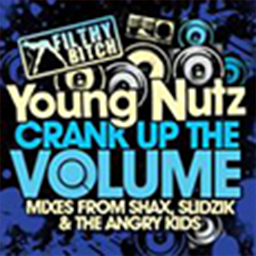 FILTHY
BITCH
Young Nutz
CRANK UP THE
VOLUME
MIXES FROM SHAX, SLIDZIK
& THE ANGRY KIDS